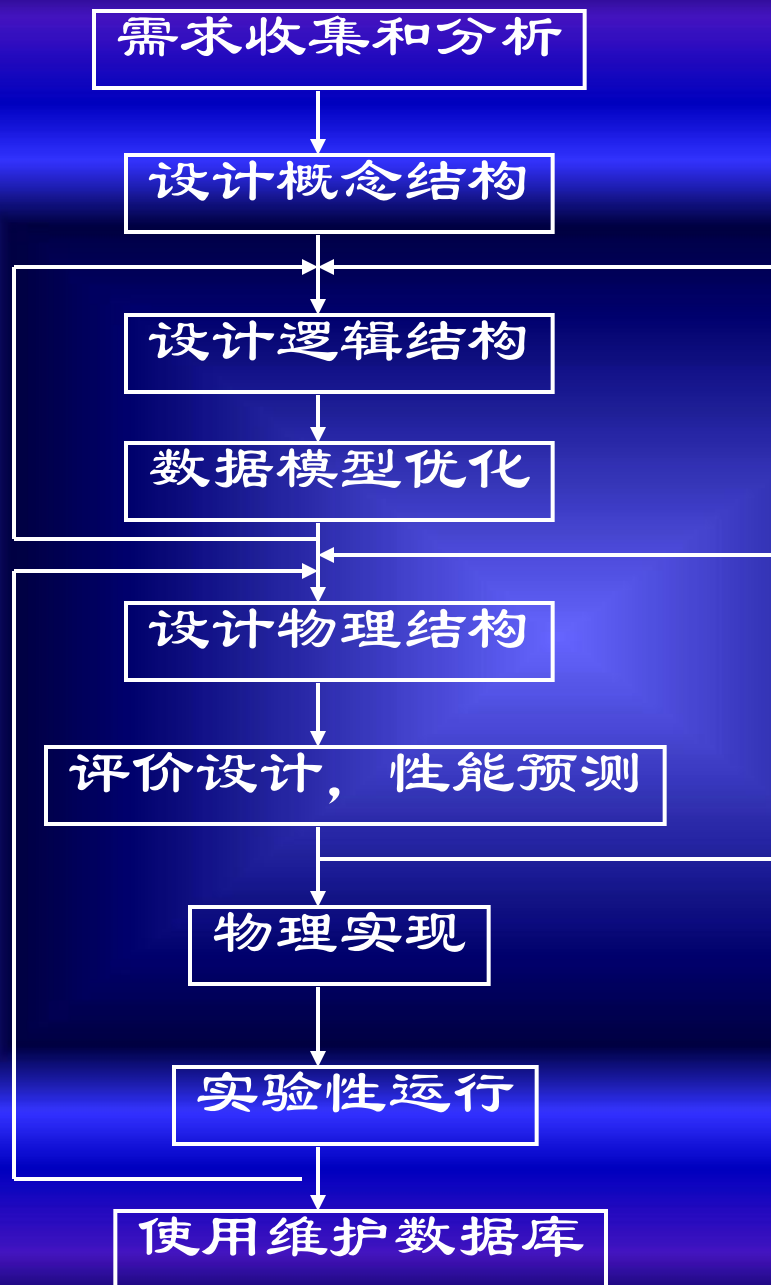 需求收集和分析
设计概念结构
设计逻辑结构
数据模型优化
设计物理结构
评价设计，性能预测
物理实现
实验性运行
使用维护数据库